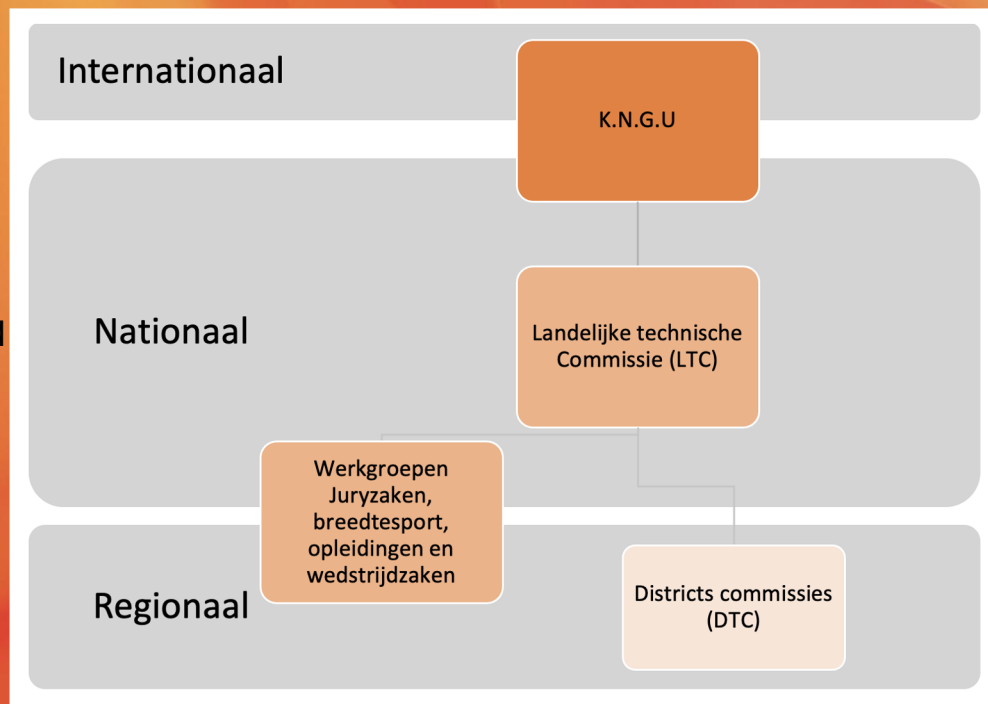 Internationaal
K.N.G.U
Nationaal
Landelijke technische
Commissie (LTC)
Werkgroepen
Juryzaken,
breedtesport,
opleidingen en
wedstrijdzaken
Regionaal
Districts commissies
(DTC)